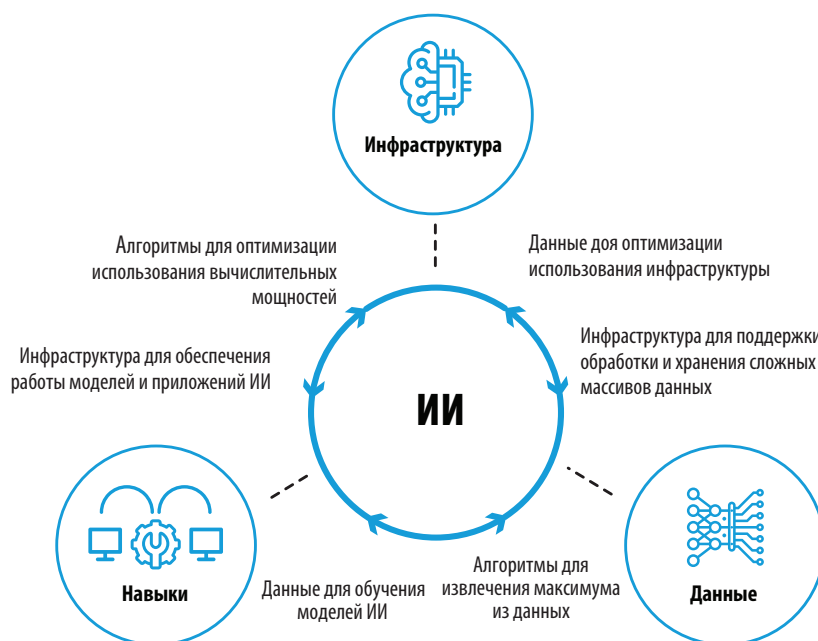 Инфраструктура
Алгоритмы для оптимизации
использования вычислительных
мощностей
Данные доя оптимизации
использования инфраструктуры
Инфраструктура для обеспечения
работы моделей и приложений ИИ
Инфраструктура для поддержки
обработки и хранения сложных
массивов данных
ИИ
Навыки
Данные для обучения
моделей ИИ
Алгоритмы для
извлечения максимума
из данных
Данные